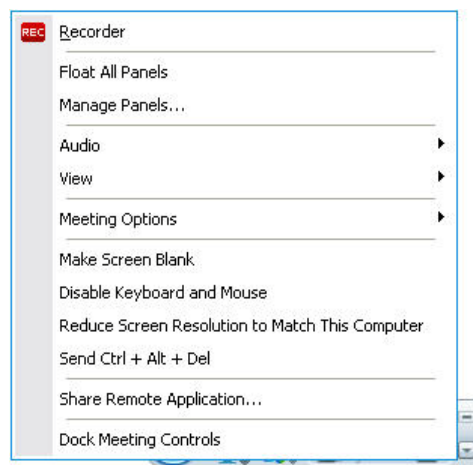 REC Recorder
Float All Panels
Manage Panels...
Audio
View
Meeting Options
Make Screen Blank
Disable Keyboard and Mouse
Reduce Screen Resolution to Match This Computer
Send Ctrl + Alt + Del
Share Remote Application...
Dock Meeting Controls